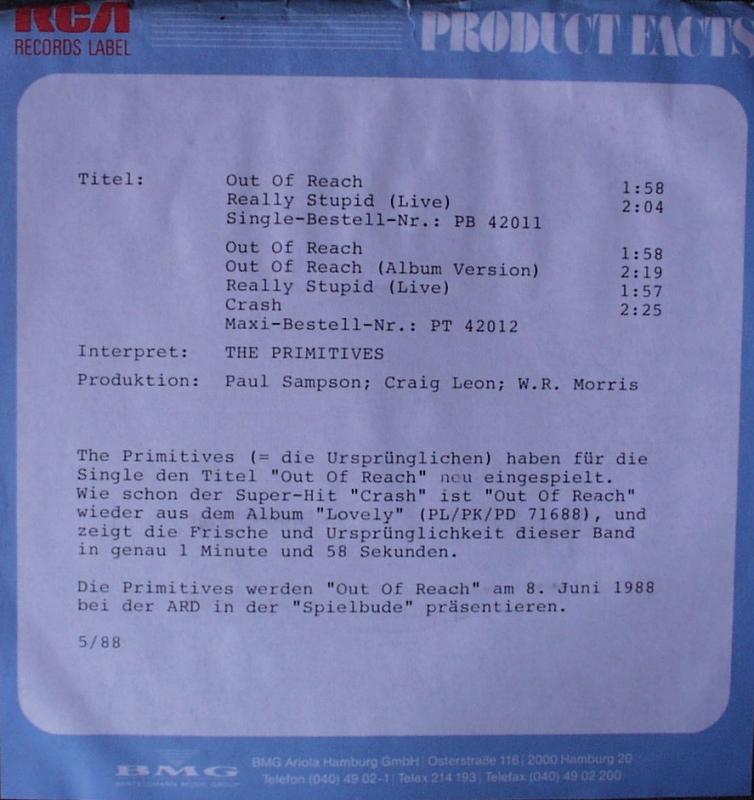 RCA
RECORDS LABEL
PRODUCT FACTS
Titel: Out Of Reach 1:58
Really Stupid (Live) 2:04
Single-Bestell-Nr.: PB 42011
Out Of Reach 1:58
Out Of Reach (Album Version) 2:19
Really Stupid (Live) 1:57
Crash 2:25
Maxi-Bestell-Nr.: PT 42012
Interpret: THE PRIMITIVES
Produktion: Paul Sampson; Craig Leon; W.R. Morris
The Primitives (= die Ursprünglichen) haben für die
Single den Titel "Out Of Reach" neu eingespielt.
Wie schon der Super-Hit "Crash" ist "Out Of Reach"
wieder aus dem Album "Lovely" (PL/PK/PD 71688), und
zeigt die Frische und Ursprünglichkeit dieser Band
in genau 1 Minute und 58 Sekunden.
Die Primitives werden "Out Of Reach" am 8. Juni 1988
bei der ARD in der "Spielbude" präsentieren.
5/88
BMG
BERTELSMANN MUSIC GROUP
BMG Ariola Hamburg GmbH | Osterstraße 116 | 2000 Hamburg 20
Telefon (040) 49 02-1 | Telex 214 193 | Telefax (040) 49 02 200